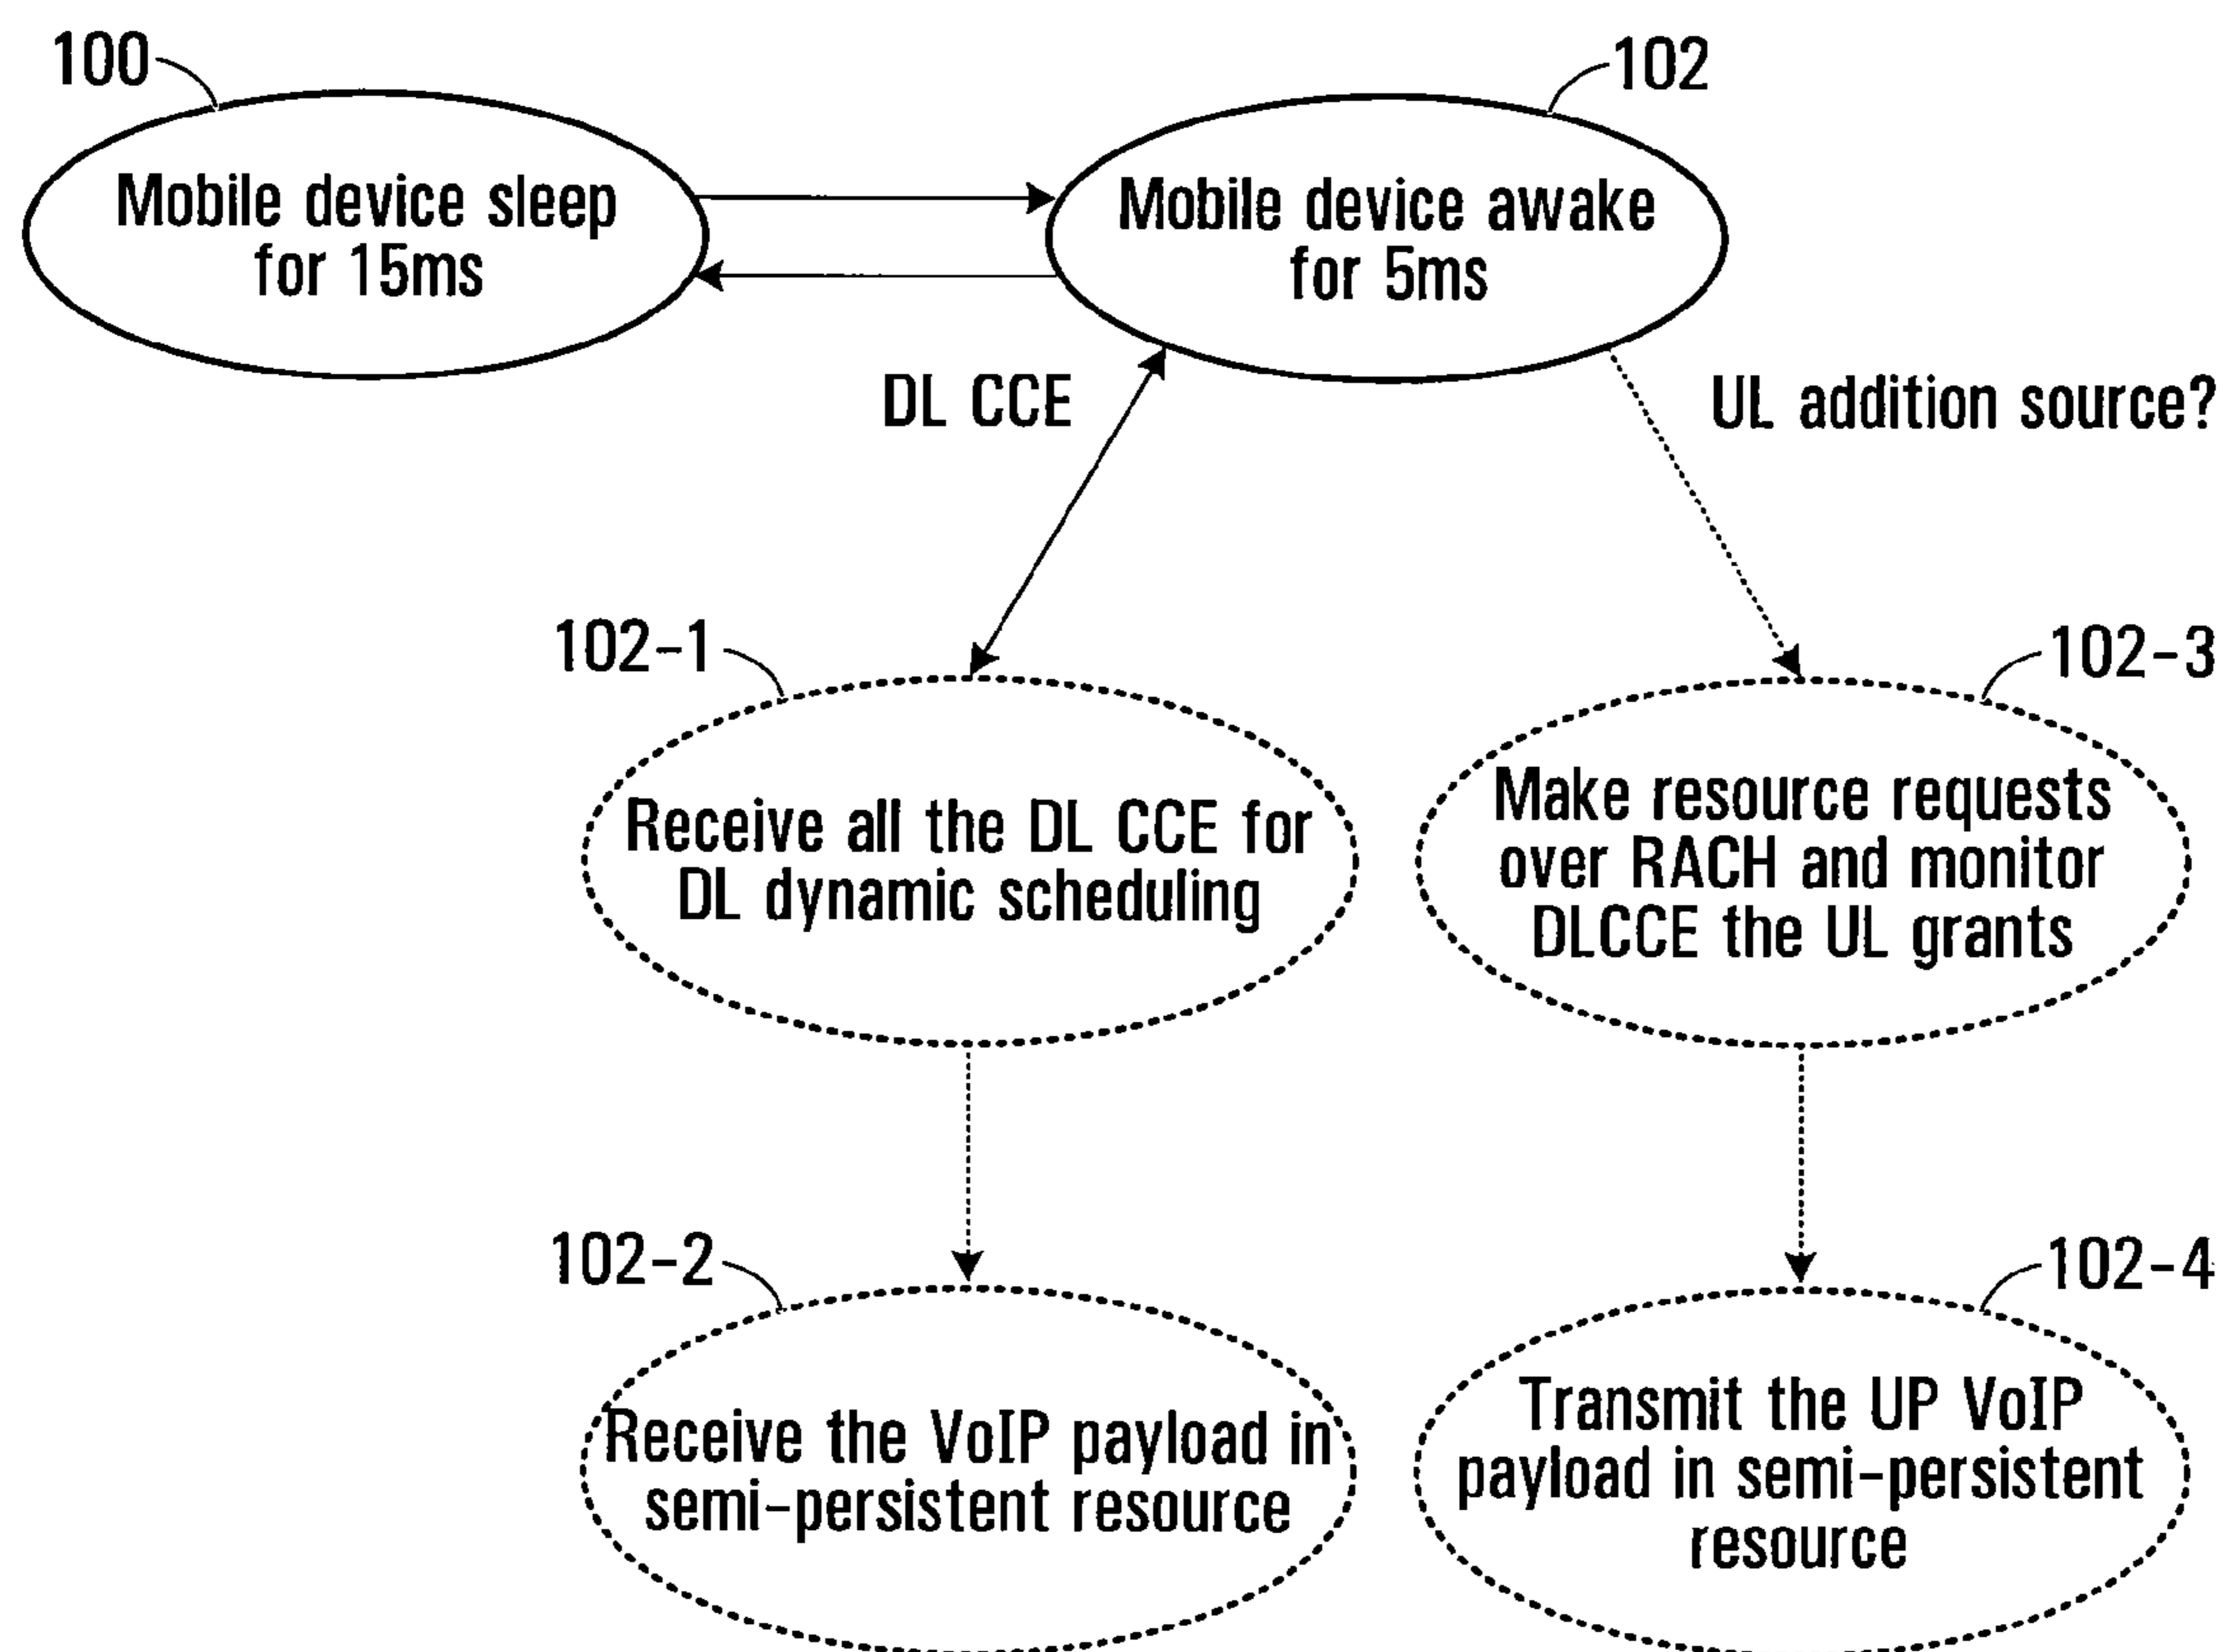 100
102
Mobile device sleep
for 15ms
Mobile device awake
for 5ms
DL CCE
UL addition source?
102-1
102-3
Receive all the DL CCE for
DL dynamic scheduling
Make resource requests
over RACH and monitor
DLCCE the UL grants
102-2
102-4
Receive the VoIP payload in
semi-persistent resource
Transmit the UP VoIP
payload in semi-persistent
resource